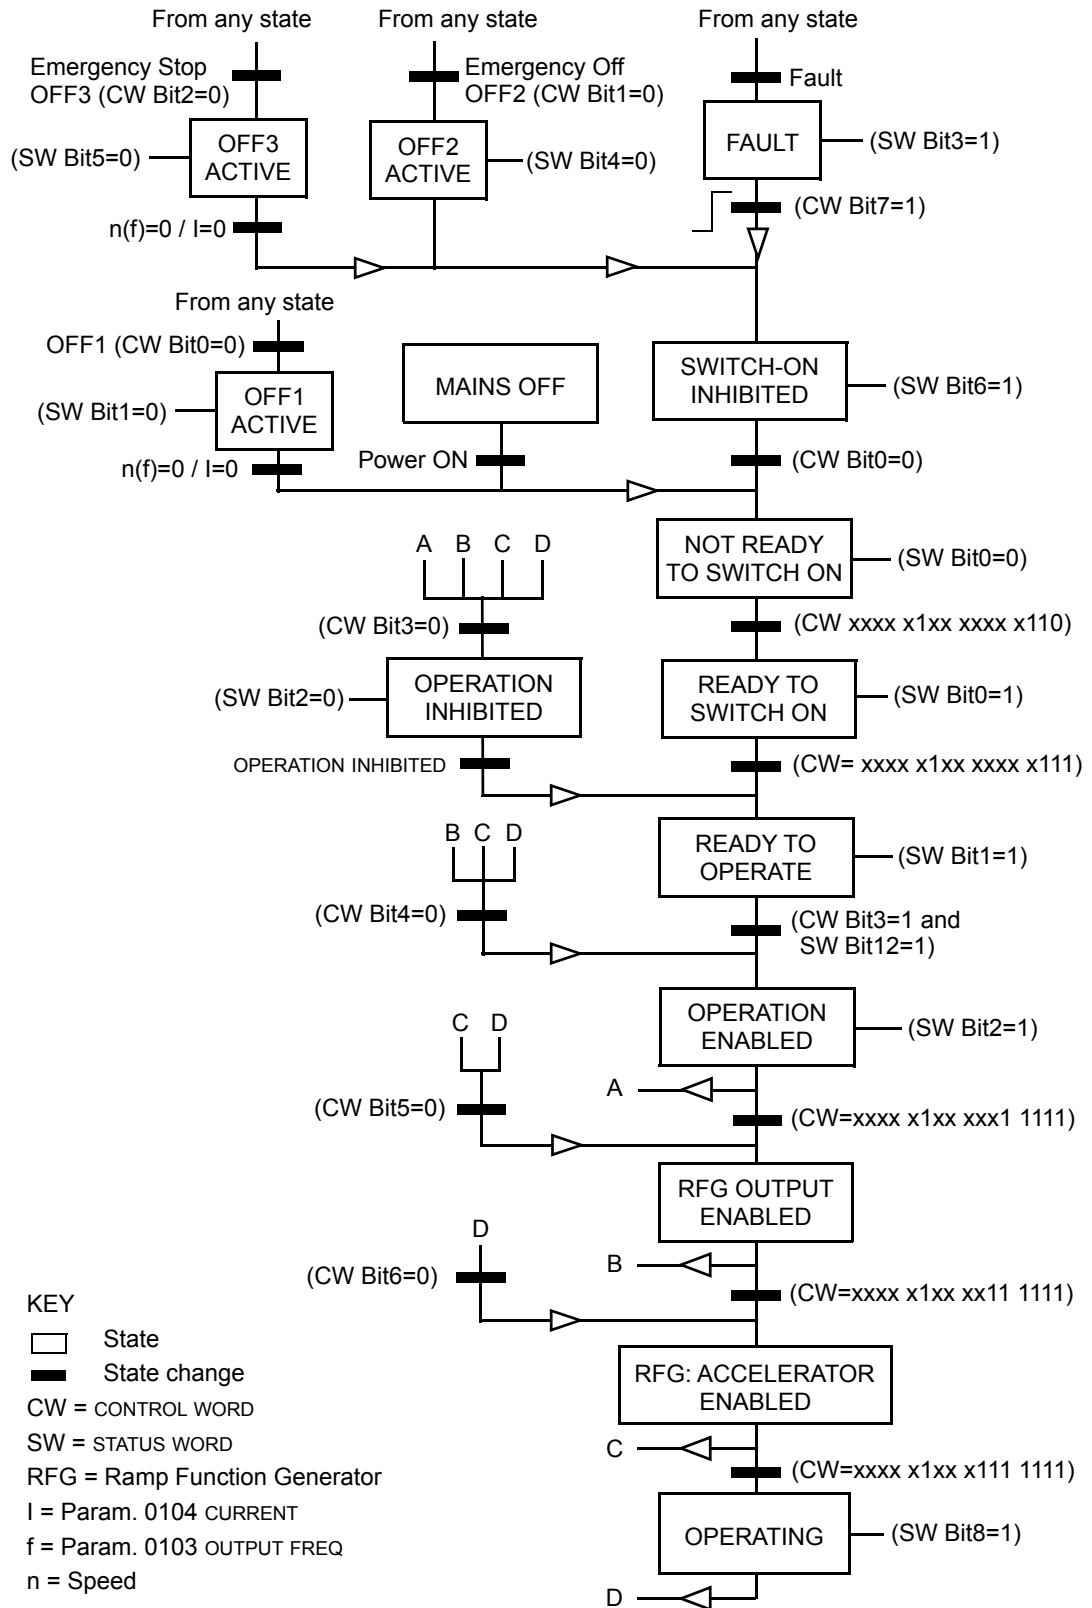 From any state
From any state
From any state
Emergency Stop
OFF3 (CW Bit2=0)
Emergency Off
OFF2 (CW Bit1=0)
Fault
OFF3
ACTIVE
(SW Bit5=0)
OFF2
ACTIVE
(SW Bit4=0)
FAULT
(SW Bit3=1)
n(f)=0 / I=0
(CW Bit7=1)
From any state
OFF1 (CW Bit0=0)
OFF1
ACTIVE
(SW Bit1=0)
MAINS OFF
SWITCH-ON
INHIBITED
(SW Bit6=1)
n(f)=0 / I=0
Power ON
(CW Bit0=0)
A B C D
NOT READY
TO SWITCH ON
(SW Bit0=0)
(CW Bit3=0)
(CW xxxx x1xx xxxx x110)
OPERATION
INHIBITED
(SW Bit2=0)
READY TO
SWITCH ON
(SW Bit0=1)
OPERATION INHIBITED
(CW= xxxx x1xx xxxx x111)
B C D
READY TO
OPERATE
(SW Bit1=1)
(CW Bit4=0)
(CW Bit3=1 and
SW Bit12=1)
C D
OPERATION
ENABLED
(SW Bit2=1)
A
(CW Bit5=0)
(CW=xxxx x1xx xxx1 1111)
RFG OUTPUT
ENABLED
D
B
(CW Bit6=0)
(CW=xxxx x1xx xx11 1111)
RFG: ACCELERATOR
ENABLED
C
(CW=xxxx x1xx x111 1111)
OPERATING
(SW Bit8=1)
D
KEY
State
State change
CW = CONTROL WORD
SW = STATUS WORD
RFG = Ramp Function Generator
I = Param. 0104 CURRENT
f = Param. 0103 OUTPUT FREQ
n = Speed